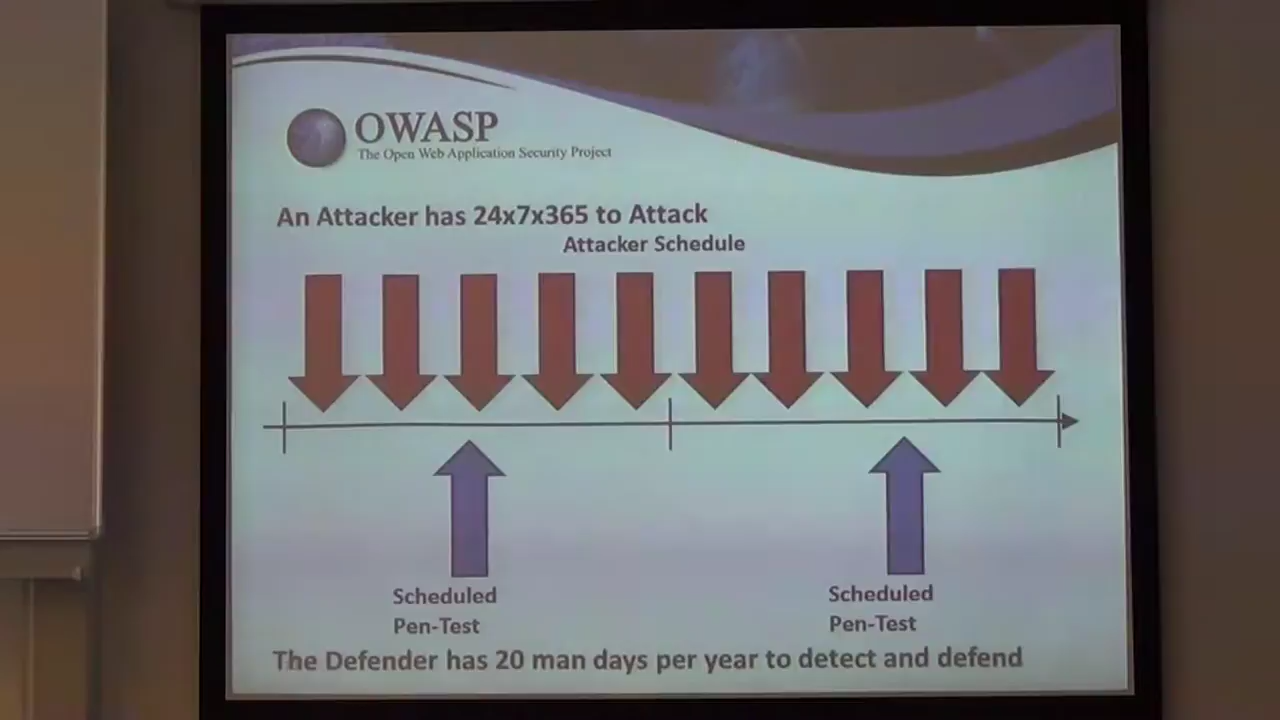 OWASP
The Open Web Application Security Project
An Attacker has 24x7x365 to Attack
Attacker Schedule
Scheduled
Pen-Test
Scheduled
Pen-Test
The Defender has 20 man days per year to detect and defend